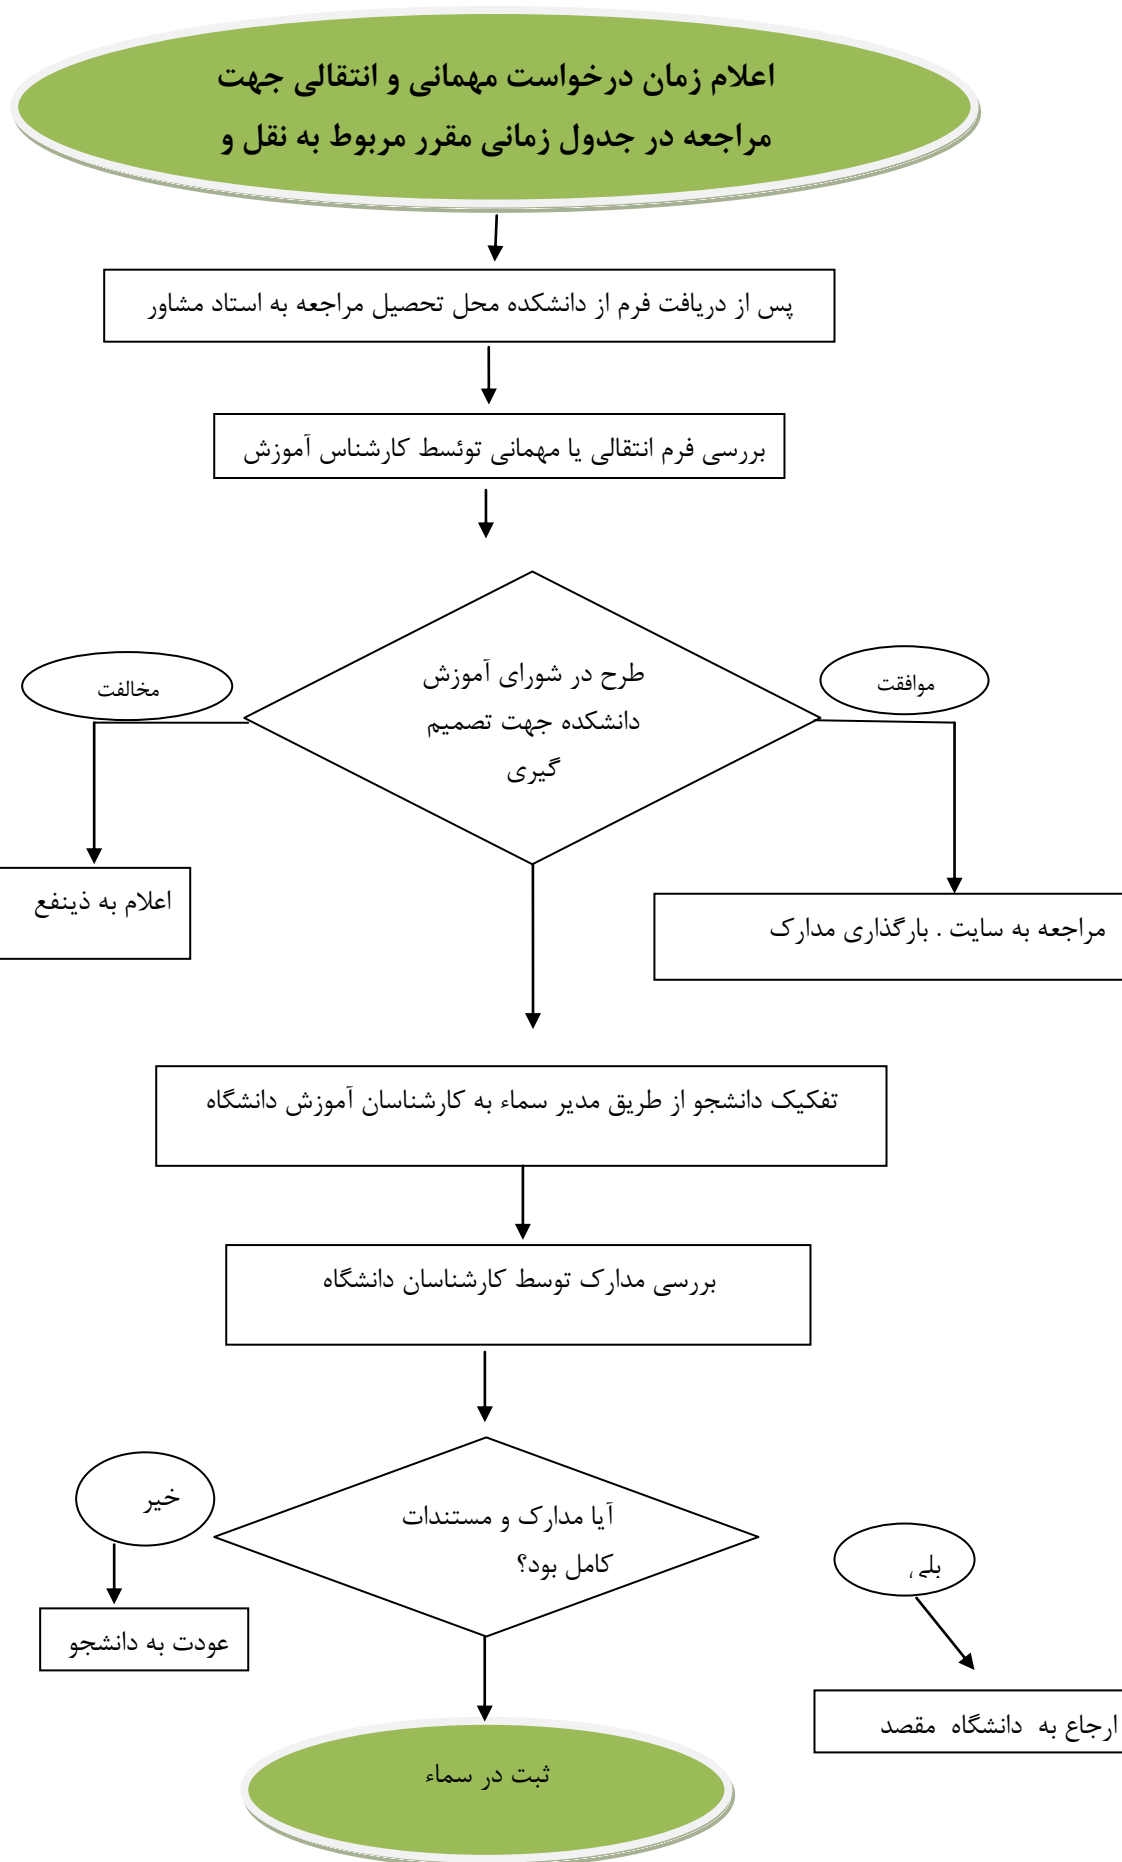 اعلام زمان درخواست مهمانی و انتقالی جهت
مراجعه در جدول زمانی مقرر مربوط به نقل و
پس از دریافت فرم از دانشکده محل تحصیل مراجعه به استاد مشاور
بررسی فرم انتقالی یا مهمانی توئسط کارشناس آموزش
طرح در شورای آموزش
دانشکده جهت تصمیم
گیری
موافقت
مخالفت
مراجعه به سایت . بارگذاری مدارک
اعلام به ذینفع
تفکیک دانشجو از طریق مدیر سماء به کارشناسان آموزش دانشگاه
بررسی مدارک توسط کارشناسان دانشگاه
آیا مدارک و مستندات
کامل بود؟
خیر
بلی
عودت به دانشجو
ارجاع به دانشگاه مقصد
ثبت در سماء